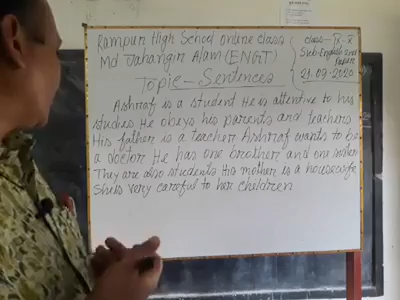 Rampur High School Online Class
Md Jahangir Alam (ENGT)
Class- IX-X
Sub-English 2nd
Paper
21.09.2020
Topic - Sentences
Ashraf is a student He is attentive to his
studies He obeys his parents and teachers
His father is a teacher Ashraf wants to be
a doctor He has one brother and one sister
They are also students His mother is a housewife
She is very careful to her children